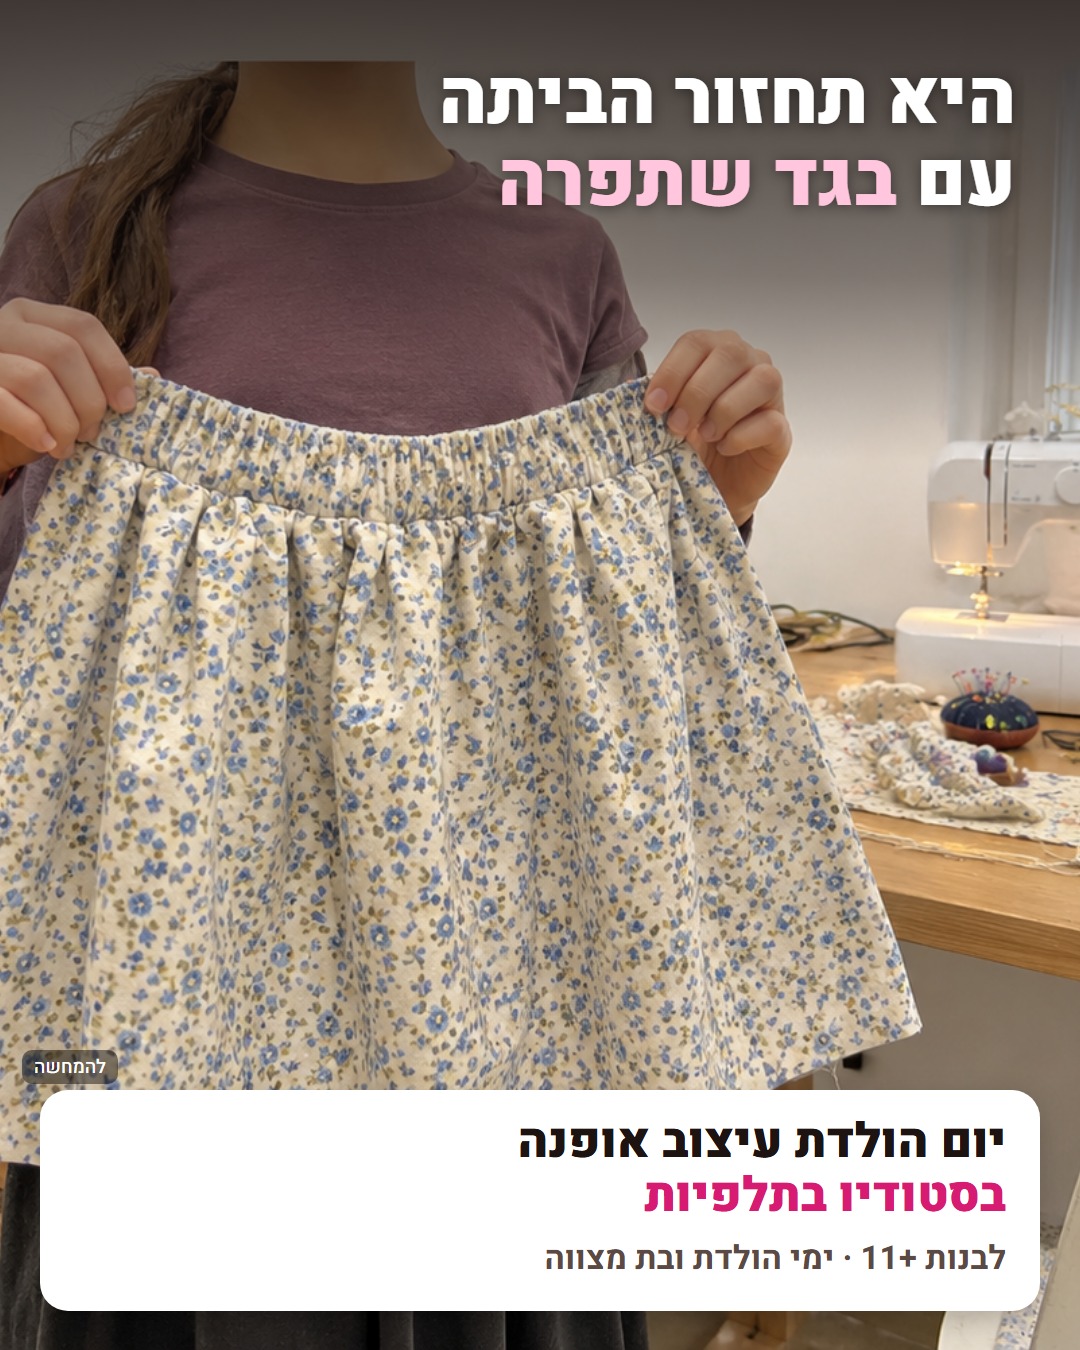 היא תחזור הביתה
עם בגד שתפרה
להמחשה
יום הולדת עיצוב אופנה
בסטודיו בתלפיות
לבנות 11+ · ימי הולדת ובת מצווה